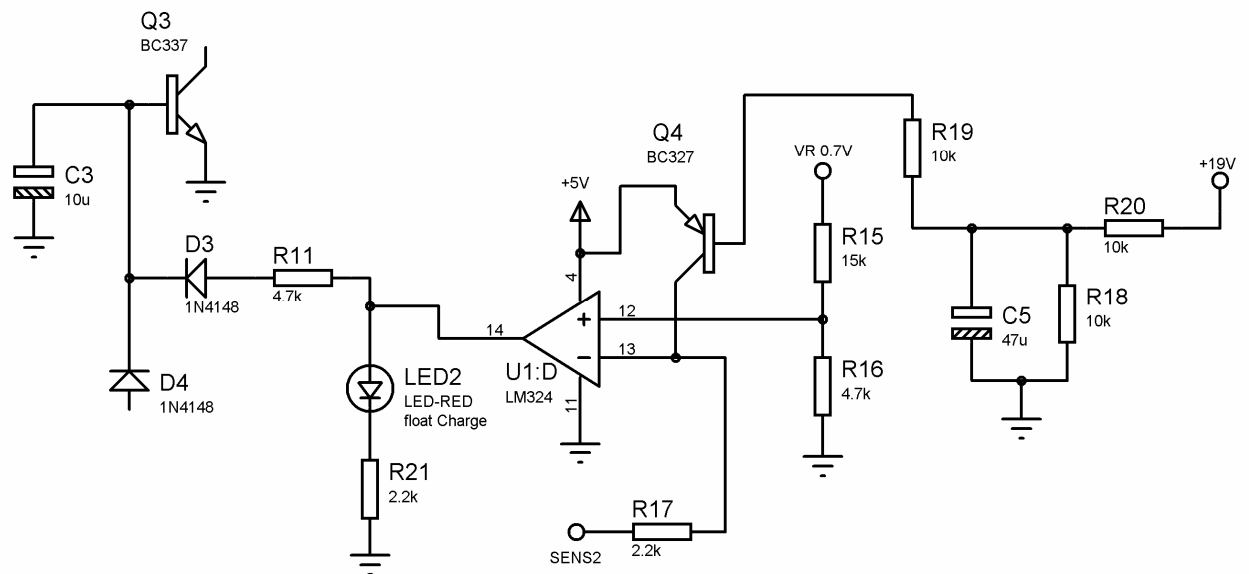 Q3
BC337
C3
10u
D3
1N4148
R11
4.7k
D4
1N4148
LED2
LED-RED
float Charge
R21
2.2k
+5V
4
14
12
13
11
+
−
U1:D
LM324
Q4
BC327
VR 0.7V
R15
15k
R16
4.7k
R17
2.2k
SENS2
R19
10k
+19V
R20
10k
C5
47u
R18
10k